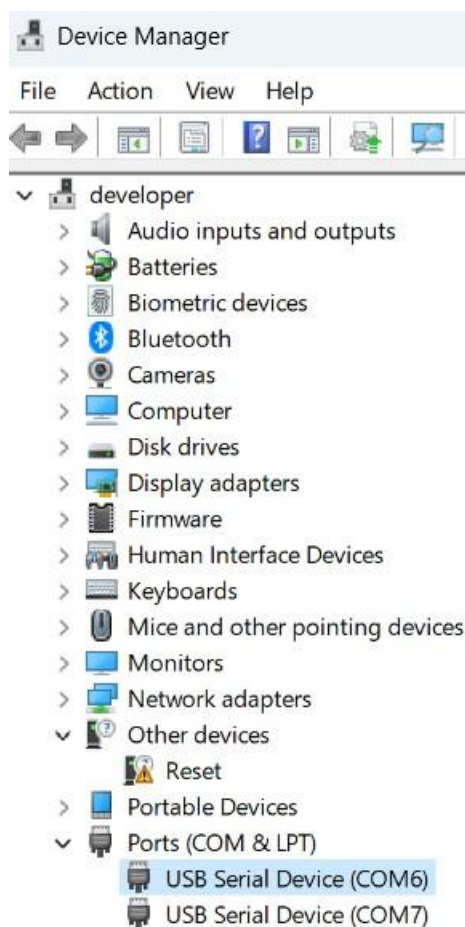 Device Manager
File Action View Help
developer
Audio inputs and outputs
Batteries
Biometric devices
Bluetooth
Cameras
Computer
Disk drives
Display adapters
Firmware
Human Interface Devices
Keyboards
Mice and other pointing devices
Monitors
Network adapters
Other devices
Reset
Portable Devices
Ports (COM & LPT)
USB Serial Device (COM6)
USB Serial Device (COM7)